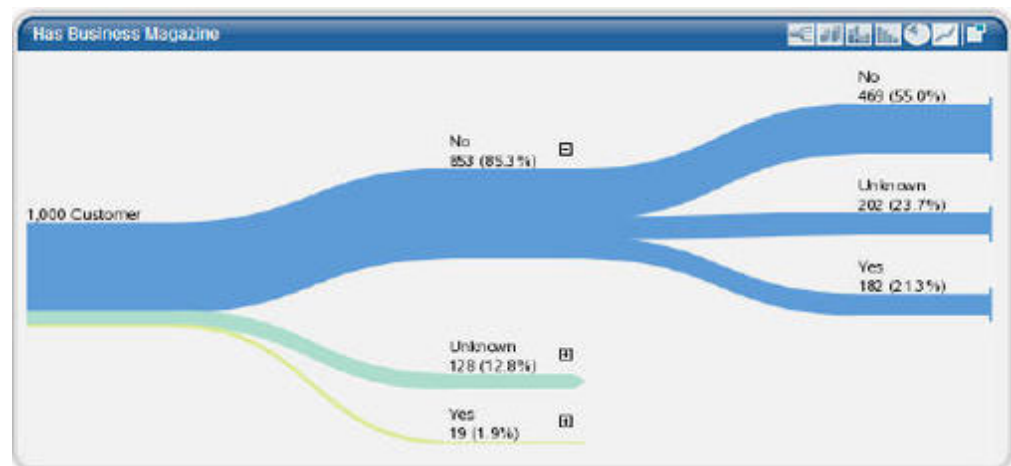 Has Business Magazine
No
469 (55.0%)
No
853 (85.3%)
Unknown
202 (23.7%)
1,000 Customer
Yes
182 (21.3%)
Unknown
128 (12.8%)
Yes
19 (1.9%)